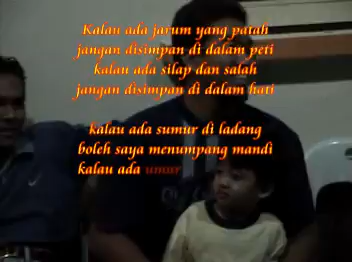 Kalau ada jarum yang patah
jangan disimpan di dalam peti
kalau ada silap dan salah
jangan disimpan di dalam hati
kalau ada sumur di ladang
boleh saya menumpang mandi
kalau ada umur